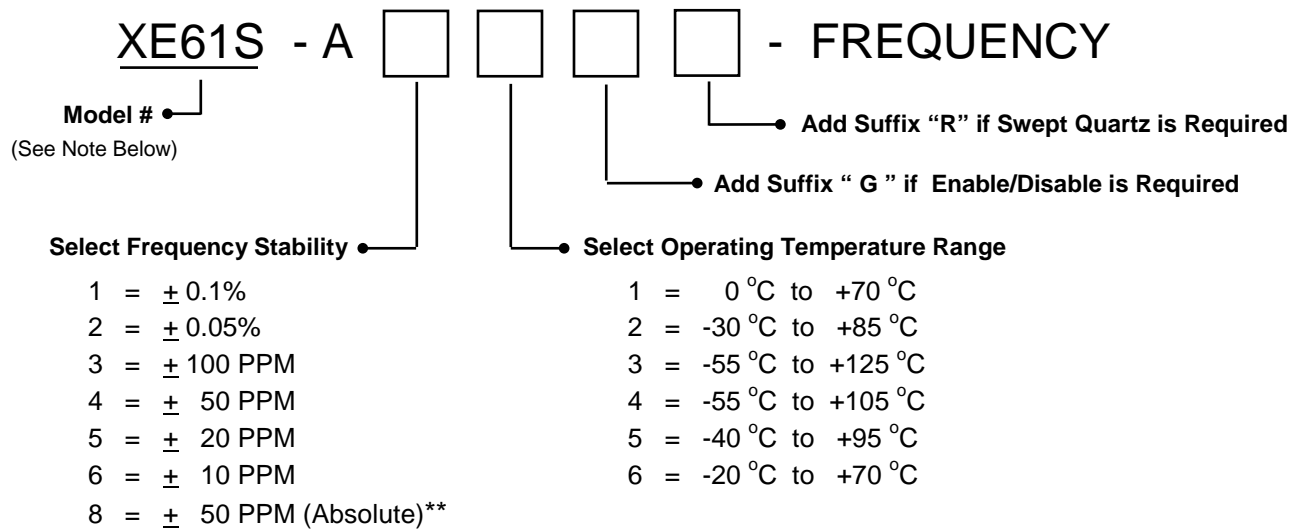 XE61S - A - FREQUENCY
Model #
(See Note Below)
Add Suffix “R” if Swept Quartz is Required
Add Suffix “ G ” if Enable/Disable is Required
Select Frequency Stability
1 = ± 0.1%
2 = ± 0.05%
3 = ± 100 PPM
4 = ± 50 PPM
5 = ± 20 PPM
6 = ± 10 PPM
8 = ± 50 PPM (Absolute)**
Select Operating Temperature Range
1 = 0 °C to +70 °C
2 = -30 °C to +85 °C
3 = -55 °C to +125 °C
4 = -55 °C to +105 °C
5 = -40 °C to +95 °C
6 = -20 °C to +70 °C